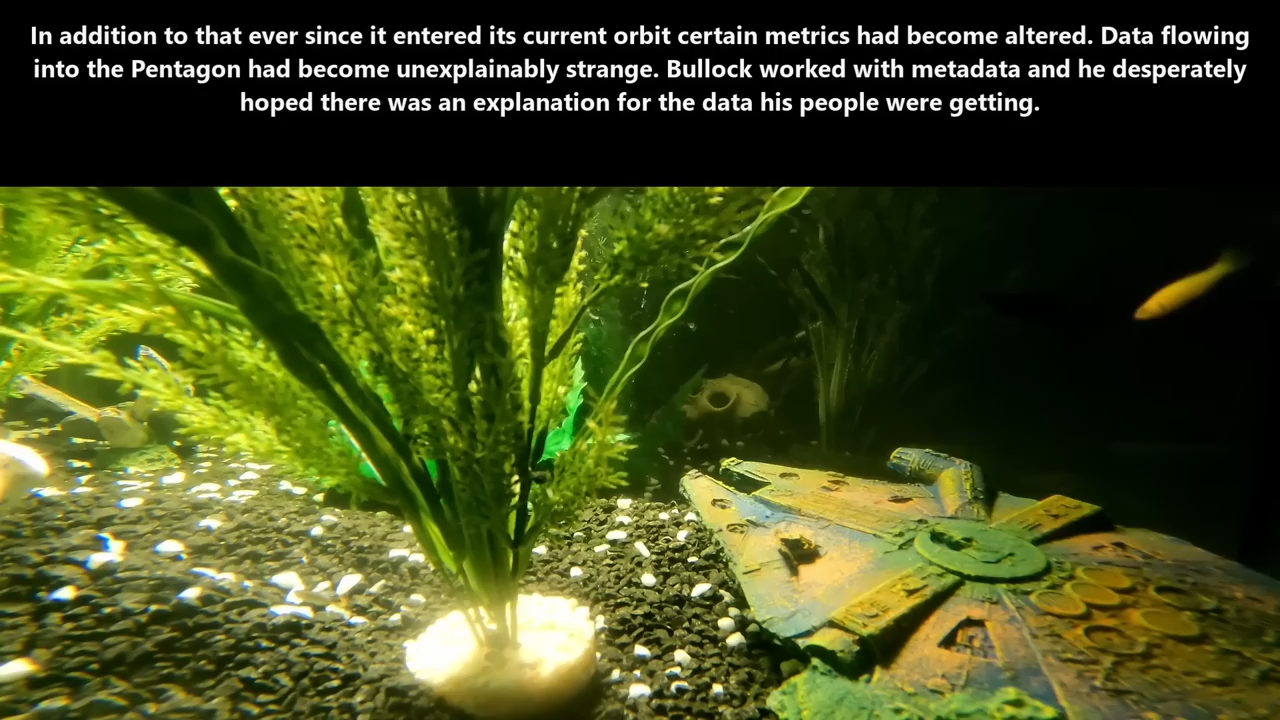 In addition to that ever since it entered its current orbit certain metrics had become altered. Data flowing
into the Pentagon had become unexplainably strange. Bullock worked with metadata and he desperately
hoped there was an explanation for the data his people were getting.